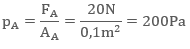 p_A = F_A/A_A = 20N/0,1m² = 200Pa